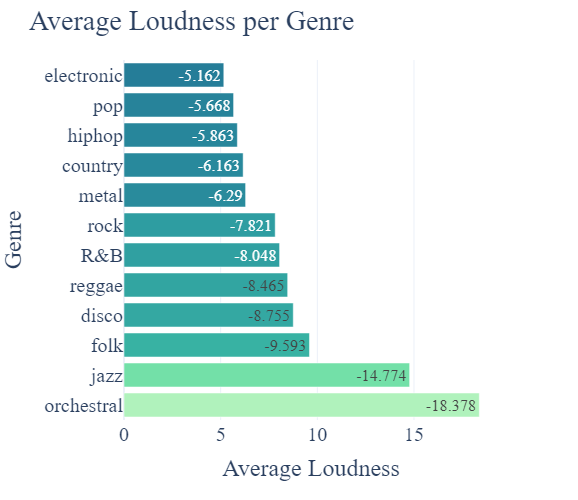 Average Loudness per Genre
electronic -5.162
pop -5.668
hiphop -5.863
country -6.163
metal -6.29
rock -7.821
R&B -8.048
reggae -8.465
disco -8.755
folk -9.593
jazz -14.774
orchestral -18.378
0 5 10 15
Average Loudness
Genre